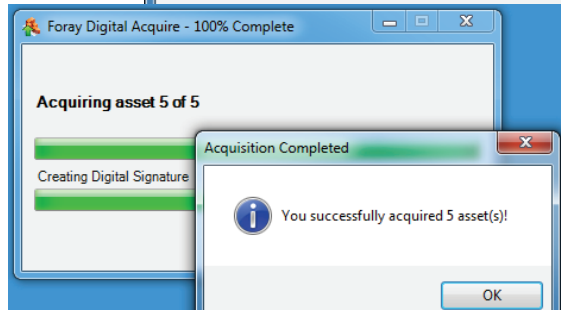 Foray Digital Acquire - 100% Complete
Acquiring asset 5 of 5
Acquisition Completed
Creating Digital Signature
You successfully acquired 5 asset(s)!
OK